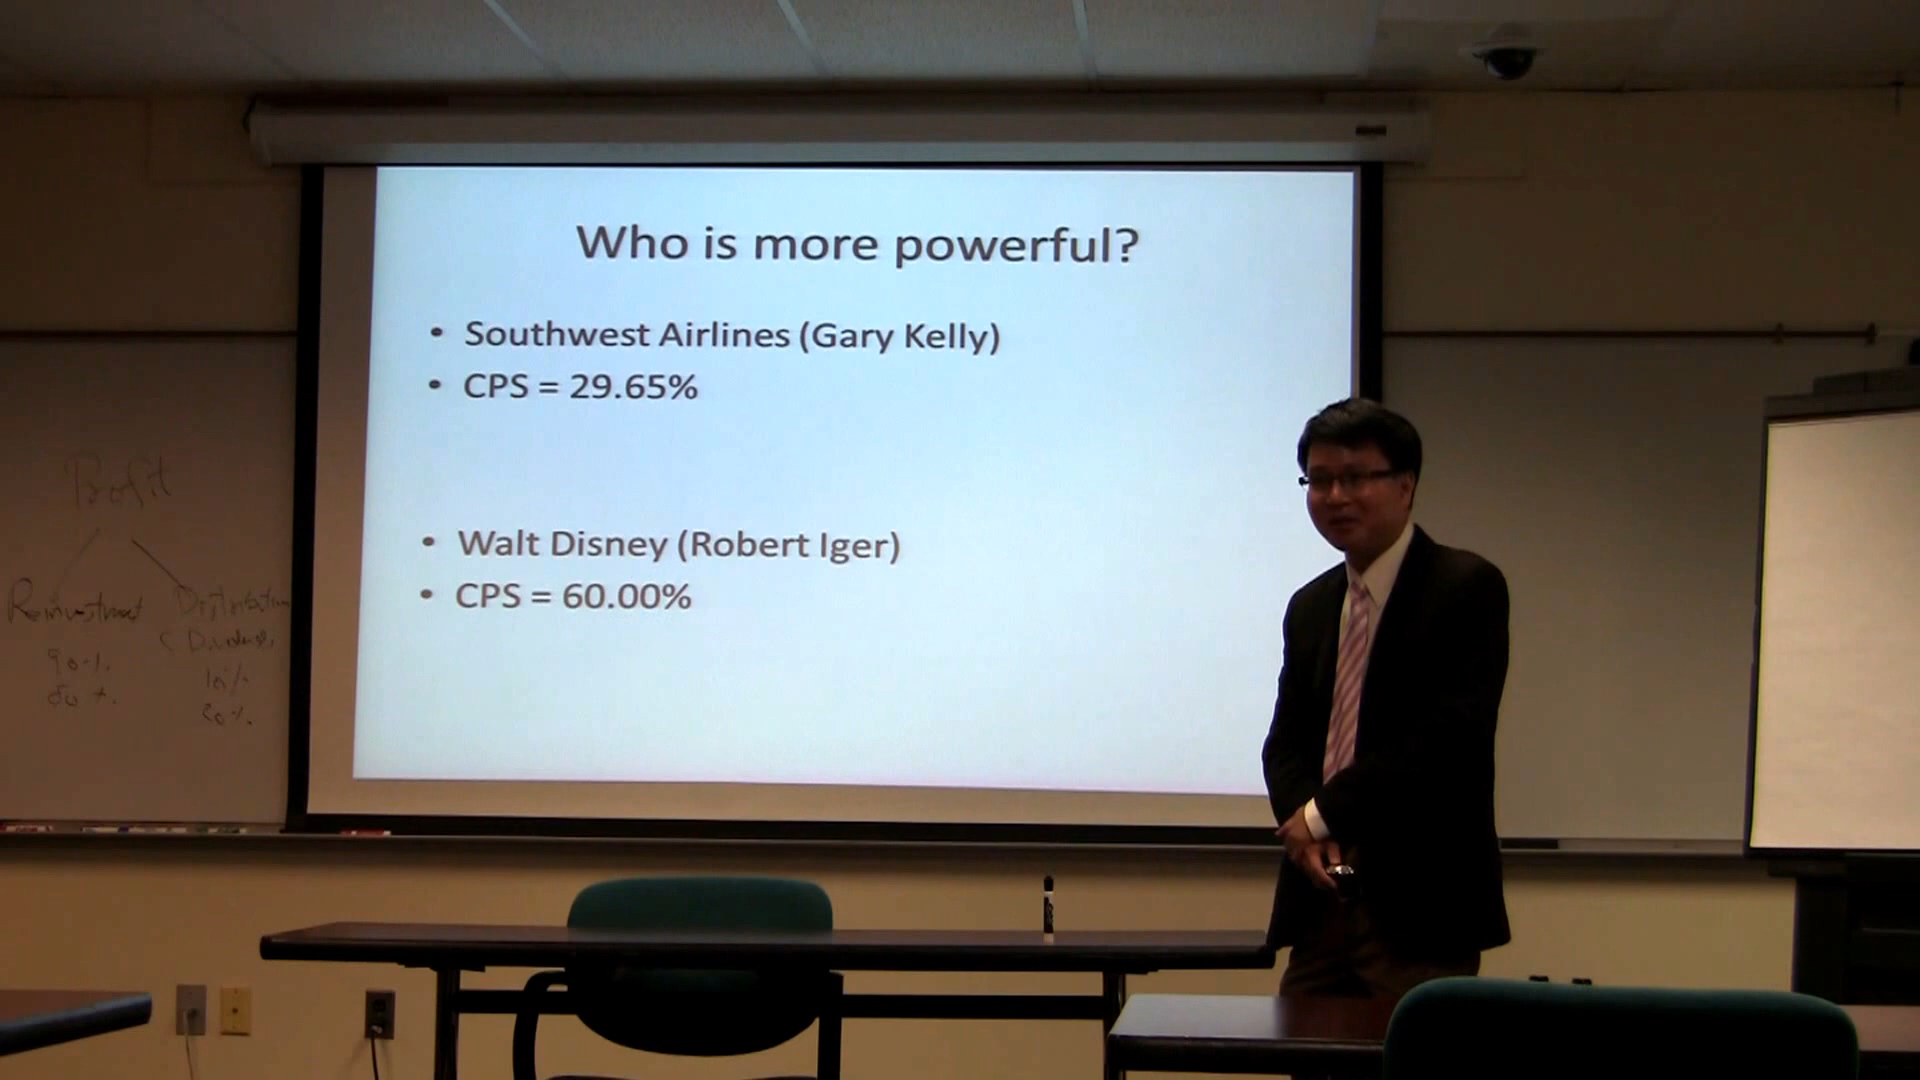 Who is more powerful?
• Southwest Airlines (Gary Kelly)
• CPS = 29.65%
• Walt Disney (Robert Iger)
• CPS = 60.00%
Profit
Reinvestment Distribution
90% 10%
80% 20%